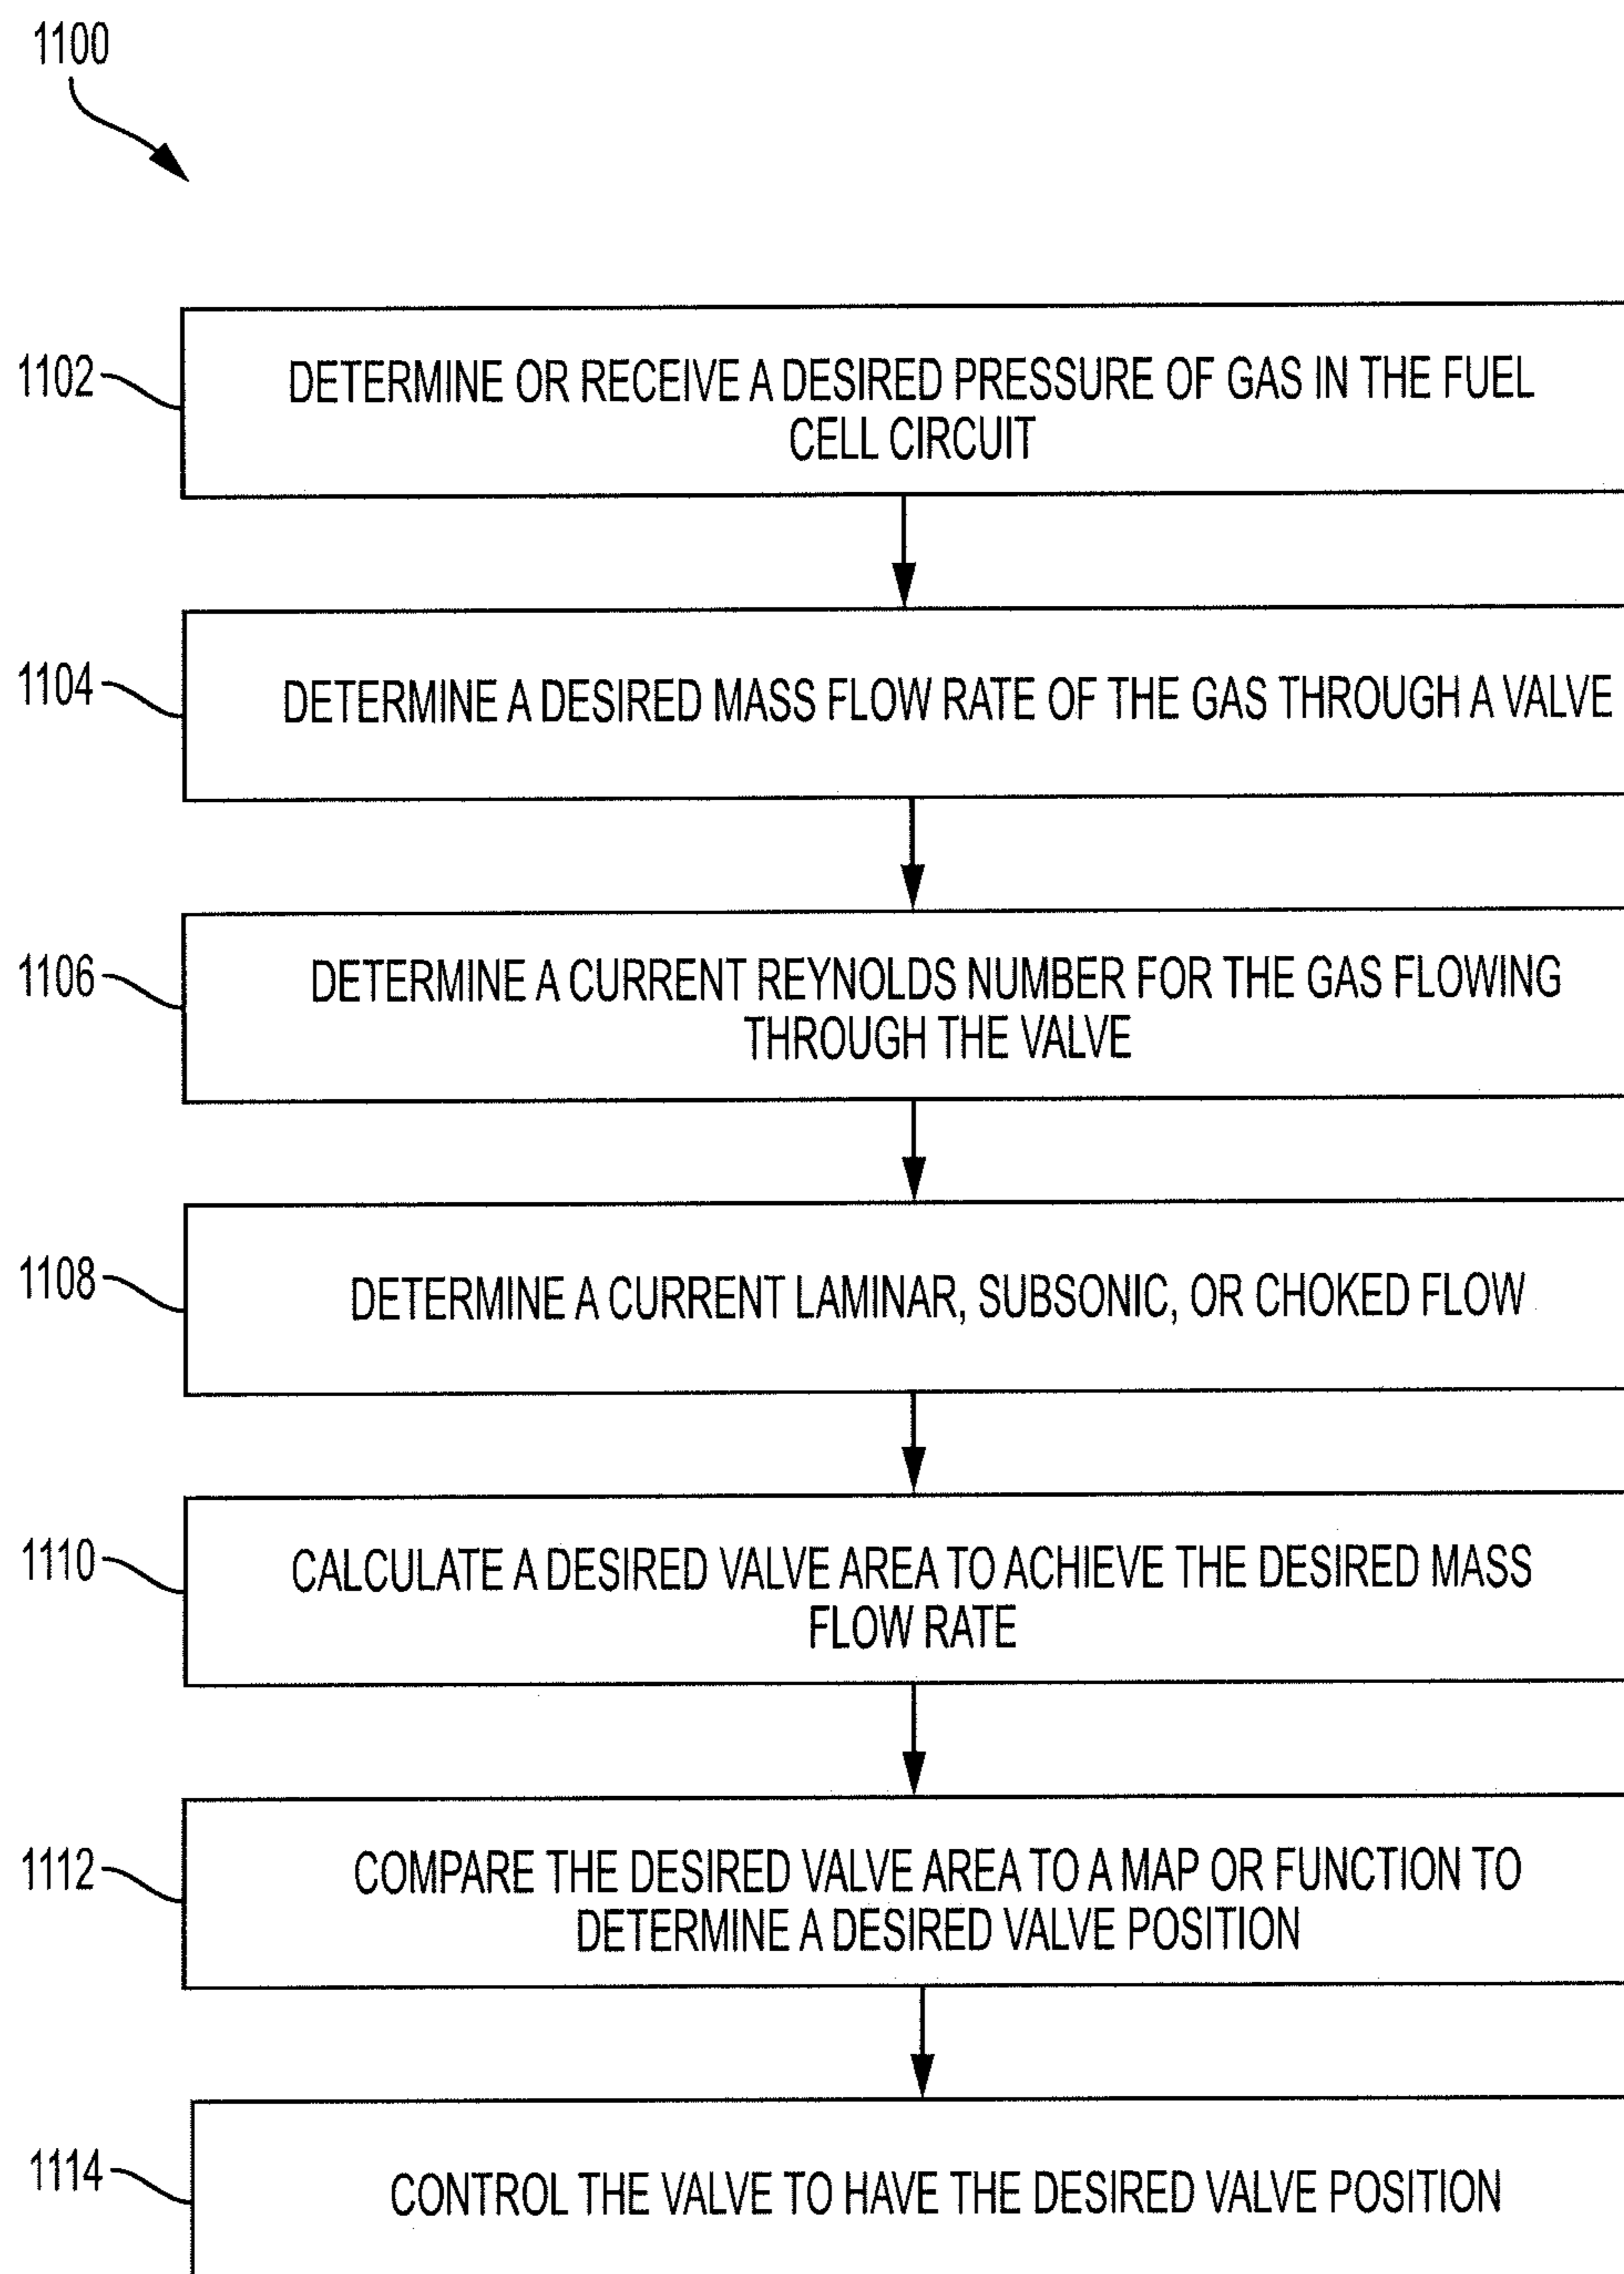 1100
1102
DETERMINE OR RECEIVE A DESIRED PRESSURE OF GAS IN THE FUEL
CELL CIRCUIT
1104
DETERMINE A DESIRED MASS FLOW RATE OF THE GAS THROUGH A VALVE
1106
DETERMINE A CURRENT REYNOLDS NUMBER FOR THE GAS FLOWING
THROUGH THE VALVE
1108
DETERMINE A CURRENT LAMINAR, SUBSONIC, OR CHOKED FLOW
1110
CALCULATE A DESIRED VALVE AREA TO ACHIEVE THE DESIRED MASS
FLOW RATE
1112
COMPARE THE DESIRED VALVE AREA TO A MAP OR FUNCTION TO
DETERMINE A DESIRED VALVE POSITION
1114
CONTROL THE VALVE TO HAVE THE DESIRED VALVE POSITION